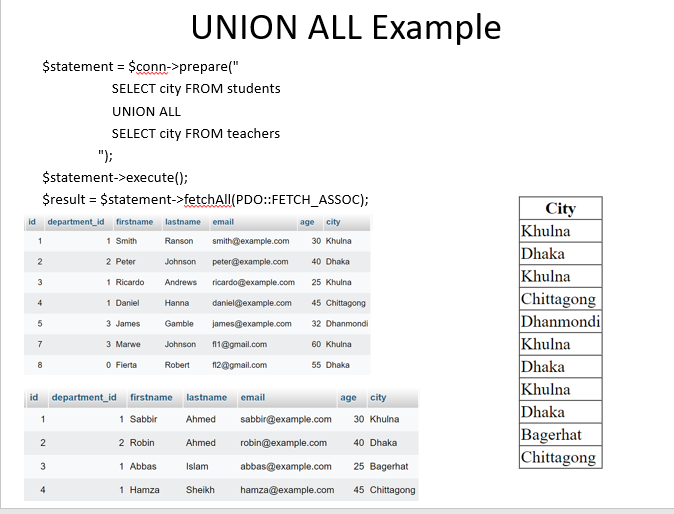 UNION ALL Example
$statement = $conn->prepare("
SELECT city FROM students
UNION ALL
SELECT city FROM teachers
");
$statement->execute();
$result = $statement->fetchAll(PDO::FETCH_ASSOC);
id department_id firstname lastname email age city
1 1 Smith Ranson smith@example.com 30 Khulna
2 2 Peter Johnson peter@example.com 40 Dhaka
3 1 Ricardo Andrews ricardo@example.com 25 Khulna
4 1 Daniel Hanna daniel@example.com 45 Chittagong
5 3 James Gamble james@example.com 32 Dhanmondi
7 3 Marwe Johnson fl1@gmail.com 60 Khulna
8 0 Fierta Robert fl2@gmail.com 55 Dhaka
id department_id firstname lastname email age city
1 1 Sabbir Ahmed sabbir@example.com 30 Khulna
2 2 Robin Ahmed robin@example.com 40 Dhaka
3 1 Abbas Islam abbas@example.com 25 Bagerhat
4 1 Hamza Sheikh hamza@example.com 45 Chittagong
City
Khulna
Dhaka
Khulna
Chittagong
Dhanmondi
Khulna
Dhaka
Khulna
Dhaka
Bagerhat
Chittagong